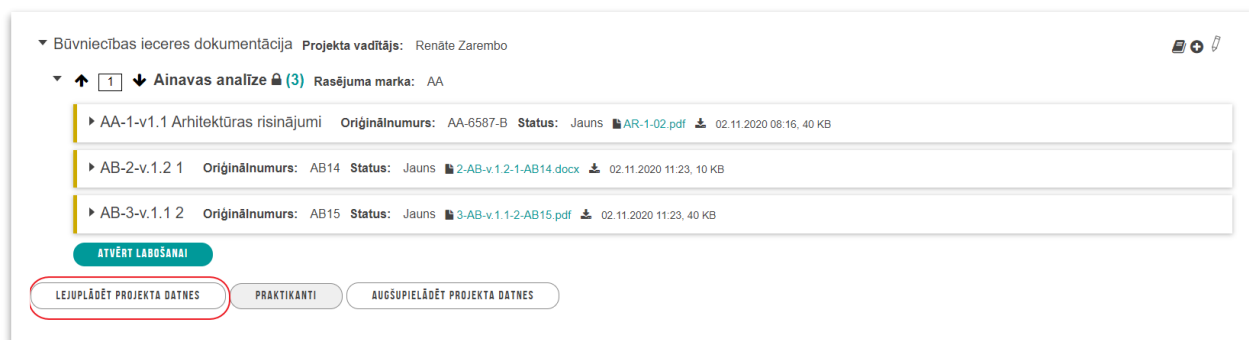 Būvniecības ieceres dokumentācija Projekta vadītājs: Renāte Zarembo
1 Ainavas analīze (3) Rasējuma marka: AA
AA-1-v1.1 Arhitektūras risinājumi Oriģinālnumurs: AA-6587-B Status: Jauns AR-1-02.pdf 02.11.2020 08:16, 40 KB
AB-2-v.1.2 1 Oriģinālnumurs: AB14 Status: Jauns 2-AB-v.1.2-1-AB14.docx 02.11.2020 11:23, 10 KB
AB-3-v.1.1 2 Oriģinālnumurs: AB15 Status: Jauns 3-AB-v.1.1-2-AB15.pdf 02.11.2020 11:23, 40 KB
ATVĒRT LABOŠANAI
LEJUPLĀDĒT PROJEKTA DATNES PRAKTIKANTI AUGŠUPIELĀDĒT PROJEKTA DATNES